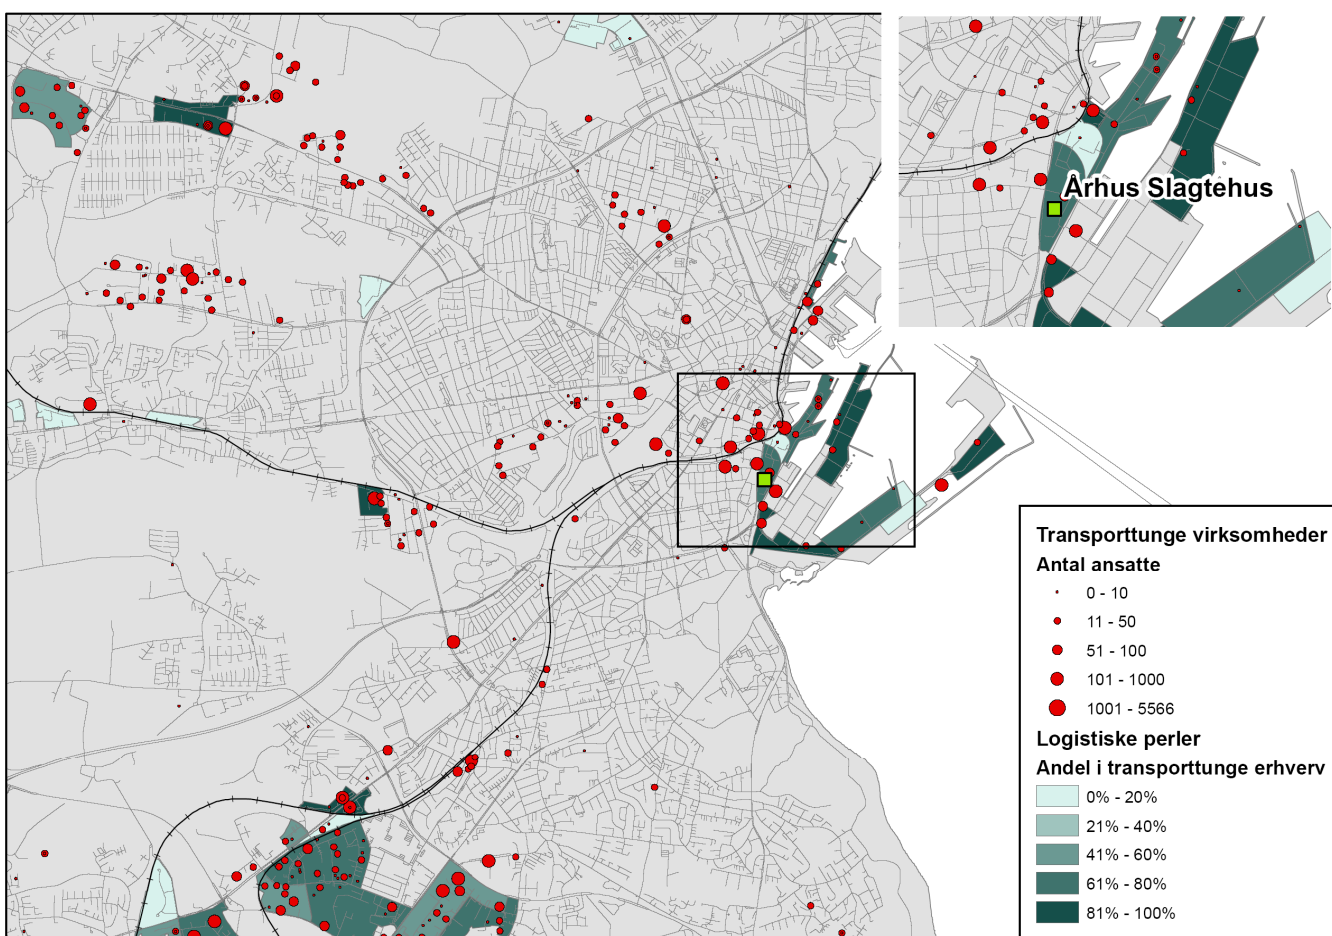 Århus Slagtehus
Transporttunge virksomheder
Antal ansatte
0 - 10
11 - 50
51 - 100
101 - 1000
1001 - 5566
Logistiske perler
Andel i transporttunge erhverv
0% - 20%
21% - 40%
41% - 60%
61% - 80%
81% - 100%